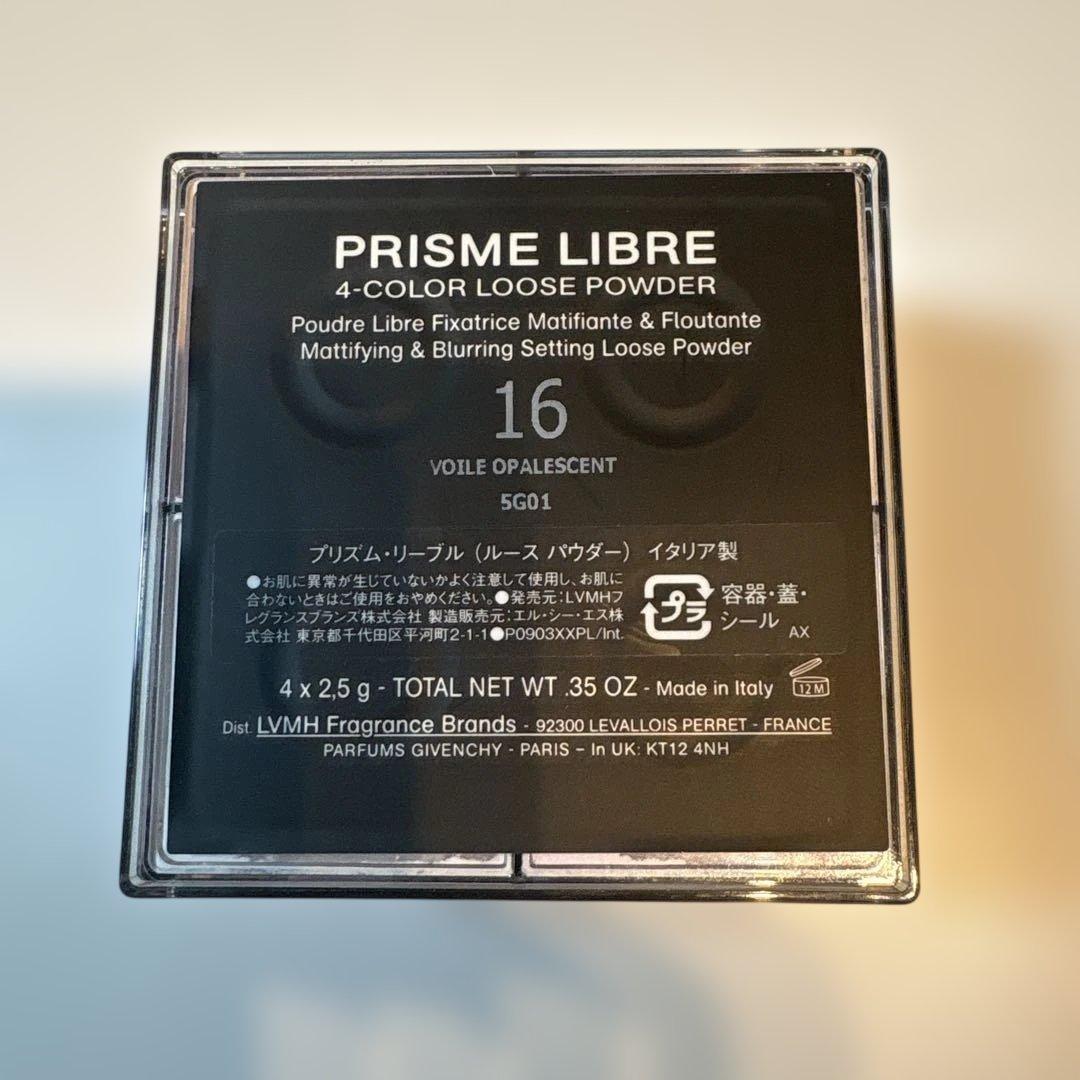 PRISME LIBRE
4-COLOR LOOSE POWDER
Poudre Libre Fixatrice Matifiante & Floutante
Mattifying & Blurring Setting Loose Powder
16
VOILE OPALESCENT
5G01
プリズム・リーブル（ルース パウダー） イタリア製
●お肌に異常が生じていないかよく注意して使用し、お肌に
合わないときはご使用をおやめください。●発売元:LVMHフ
レグランスブランズ株式会社 製造販売元:エル・シー・エス株
式会社 東京都千代田区平河町2-1-1●P0903XXPL/Int.
プラ
容器・蓋・
シール
AX
4 x 2,5 g - TOTAL NET WT .35 OZ - Made in Italy
12 M
Dist. LVMH Fragrance Brands - 92300 LEVALLOIS PERRET - FRANCE
PARFUMS GIVENCHY - PARIS – In UK: KT12 4NH